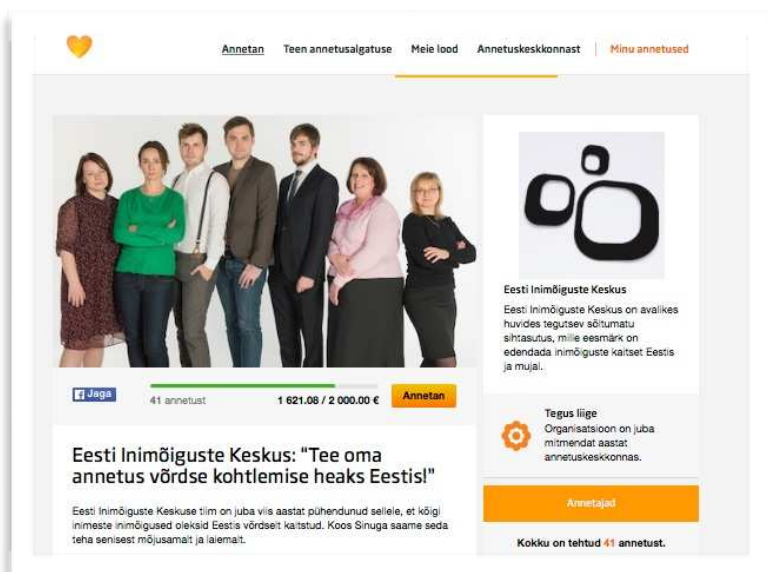 Annetan Teen annetusalgatuse Meie lood Annetuskeskkonnast Minu annetused
Jaga
41 annetust
1 621.08 / 2 000.00 €
Annetan
Eesti Inimõiguste Keskus: "Tee oma
annetus võrdse kohtlemise heaks Eestis!"
Eesti Inimõiguste Keskuse tiim on juba viis aastat pühendunud sellele, et kõigi
inimeste inimõigused oleksid Eestis võrdselt kaitstud. Koos Sinuga saame seda
teha senisest mõjusamalt ja laiemalt.
Eesti Inimõiguste Keskus
Eesti Inimõiguste Keskus on avalikes
huvides tegutsev sõltumatu
sihtasutus, mille eesmärk on
edendada inimõiguste kaitset Eestis
ja mujal.
Tegus liige
Organisatsioon on juba
mitmendat aastat
annetuskeskkonnas.
Annetajad
Kokku on tehtud 41 annetust.